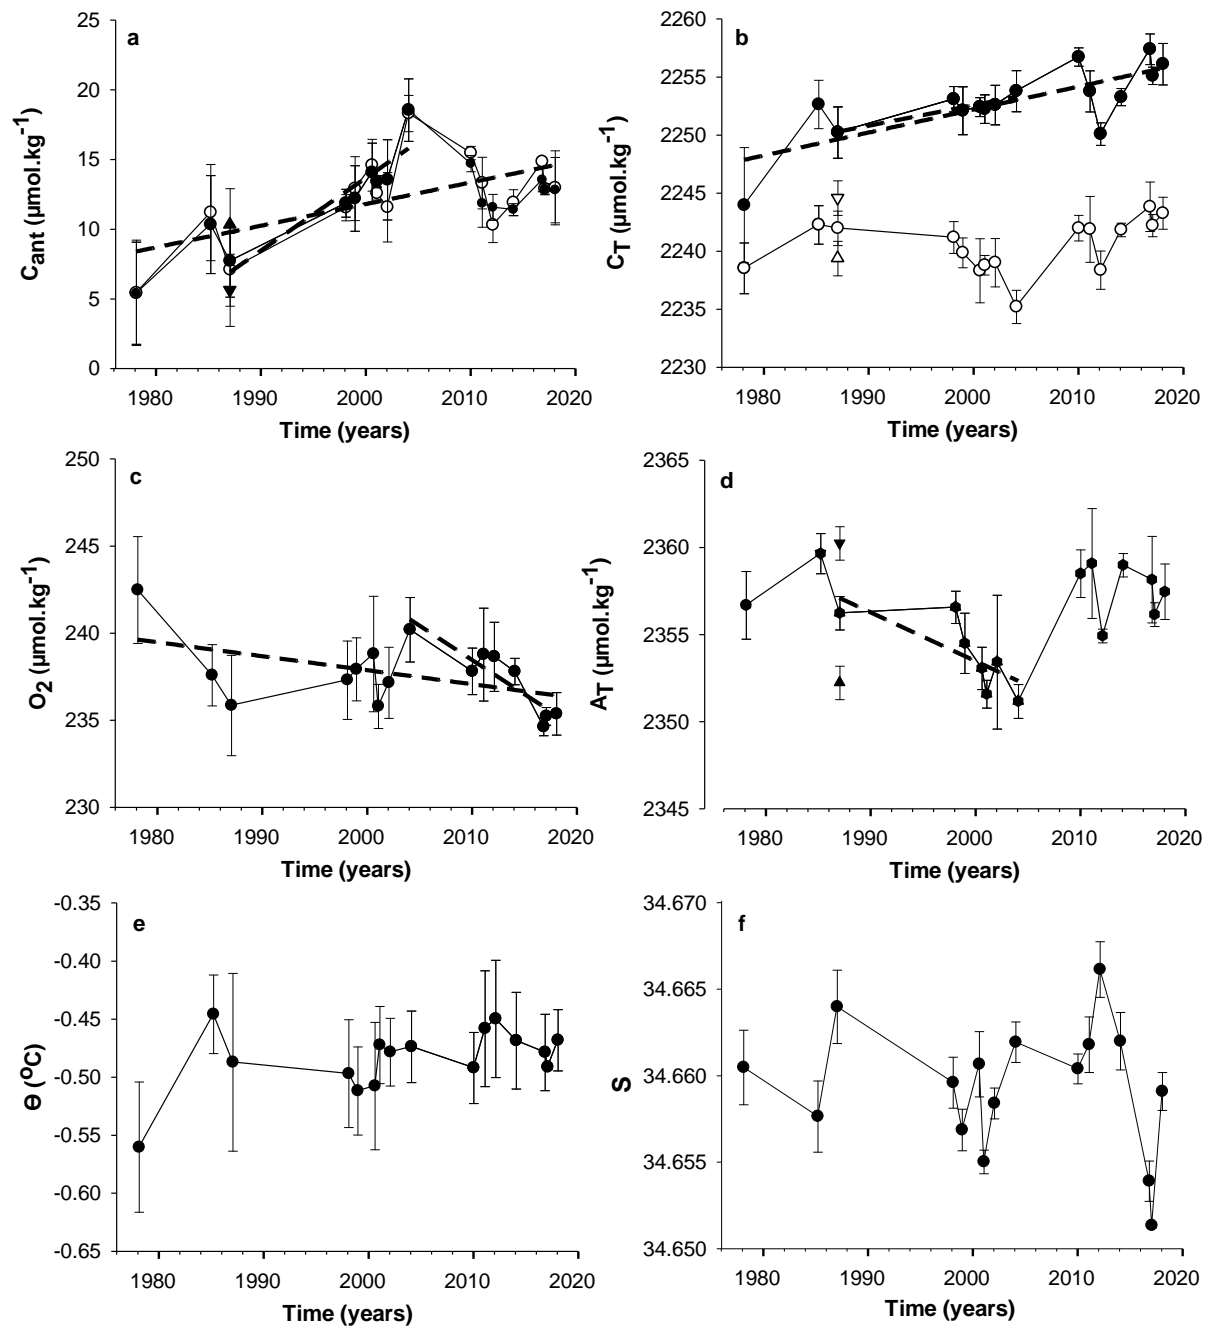 a
25
20
15
10
5
0
C_ant (µmol.kg⁻¹)
1980 1990 2000 2010 2020
Time (years)
b
2260
2255
2250
2245
2240
2235
2230
C_T (µmol.kg⁻¹)
1980 1990 2000 2010 2020
Time (years)
c
250
245
240
235
230
O₂ (µmol.kg⁻¹)
1980 1990 2000 2010 2020
Time (years)
d
2365
2360
2355
2350
2345
A_T (µmol.kg⁻¹)
1980 1990 2000 2010 2020
Time (years)
e
-0.35
-0.40
-0.45
-0.50
-0.55
-0.60
-0.65
Θ (ºC)
1980 1990 2000 2010 2020
Time (years)
f
34.670
34.665
34.660
34.655
34.650
S
1980 1990 2000 2010 2020
Time (years)